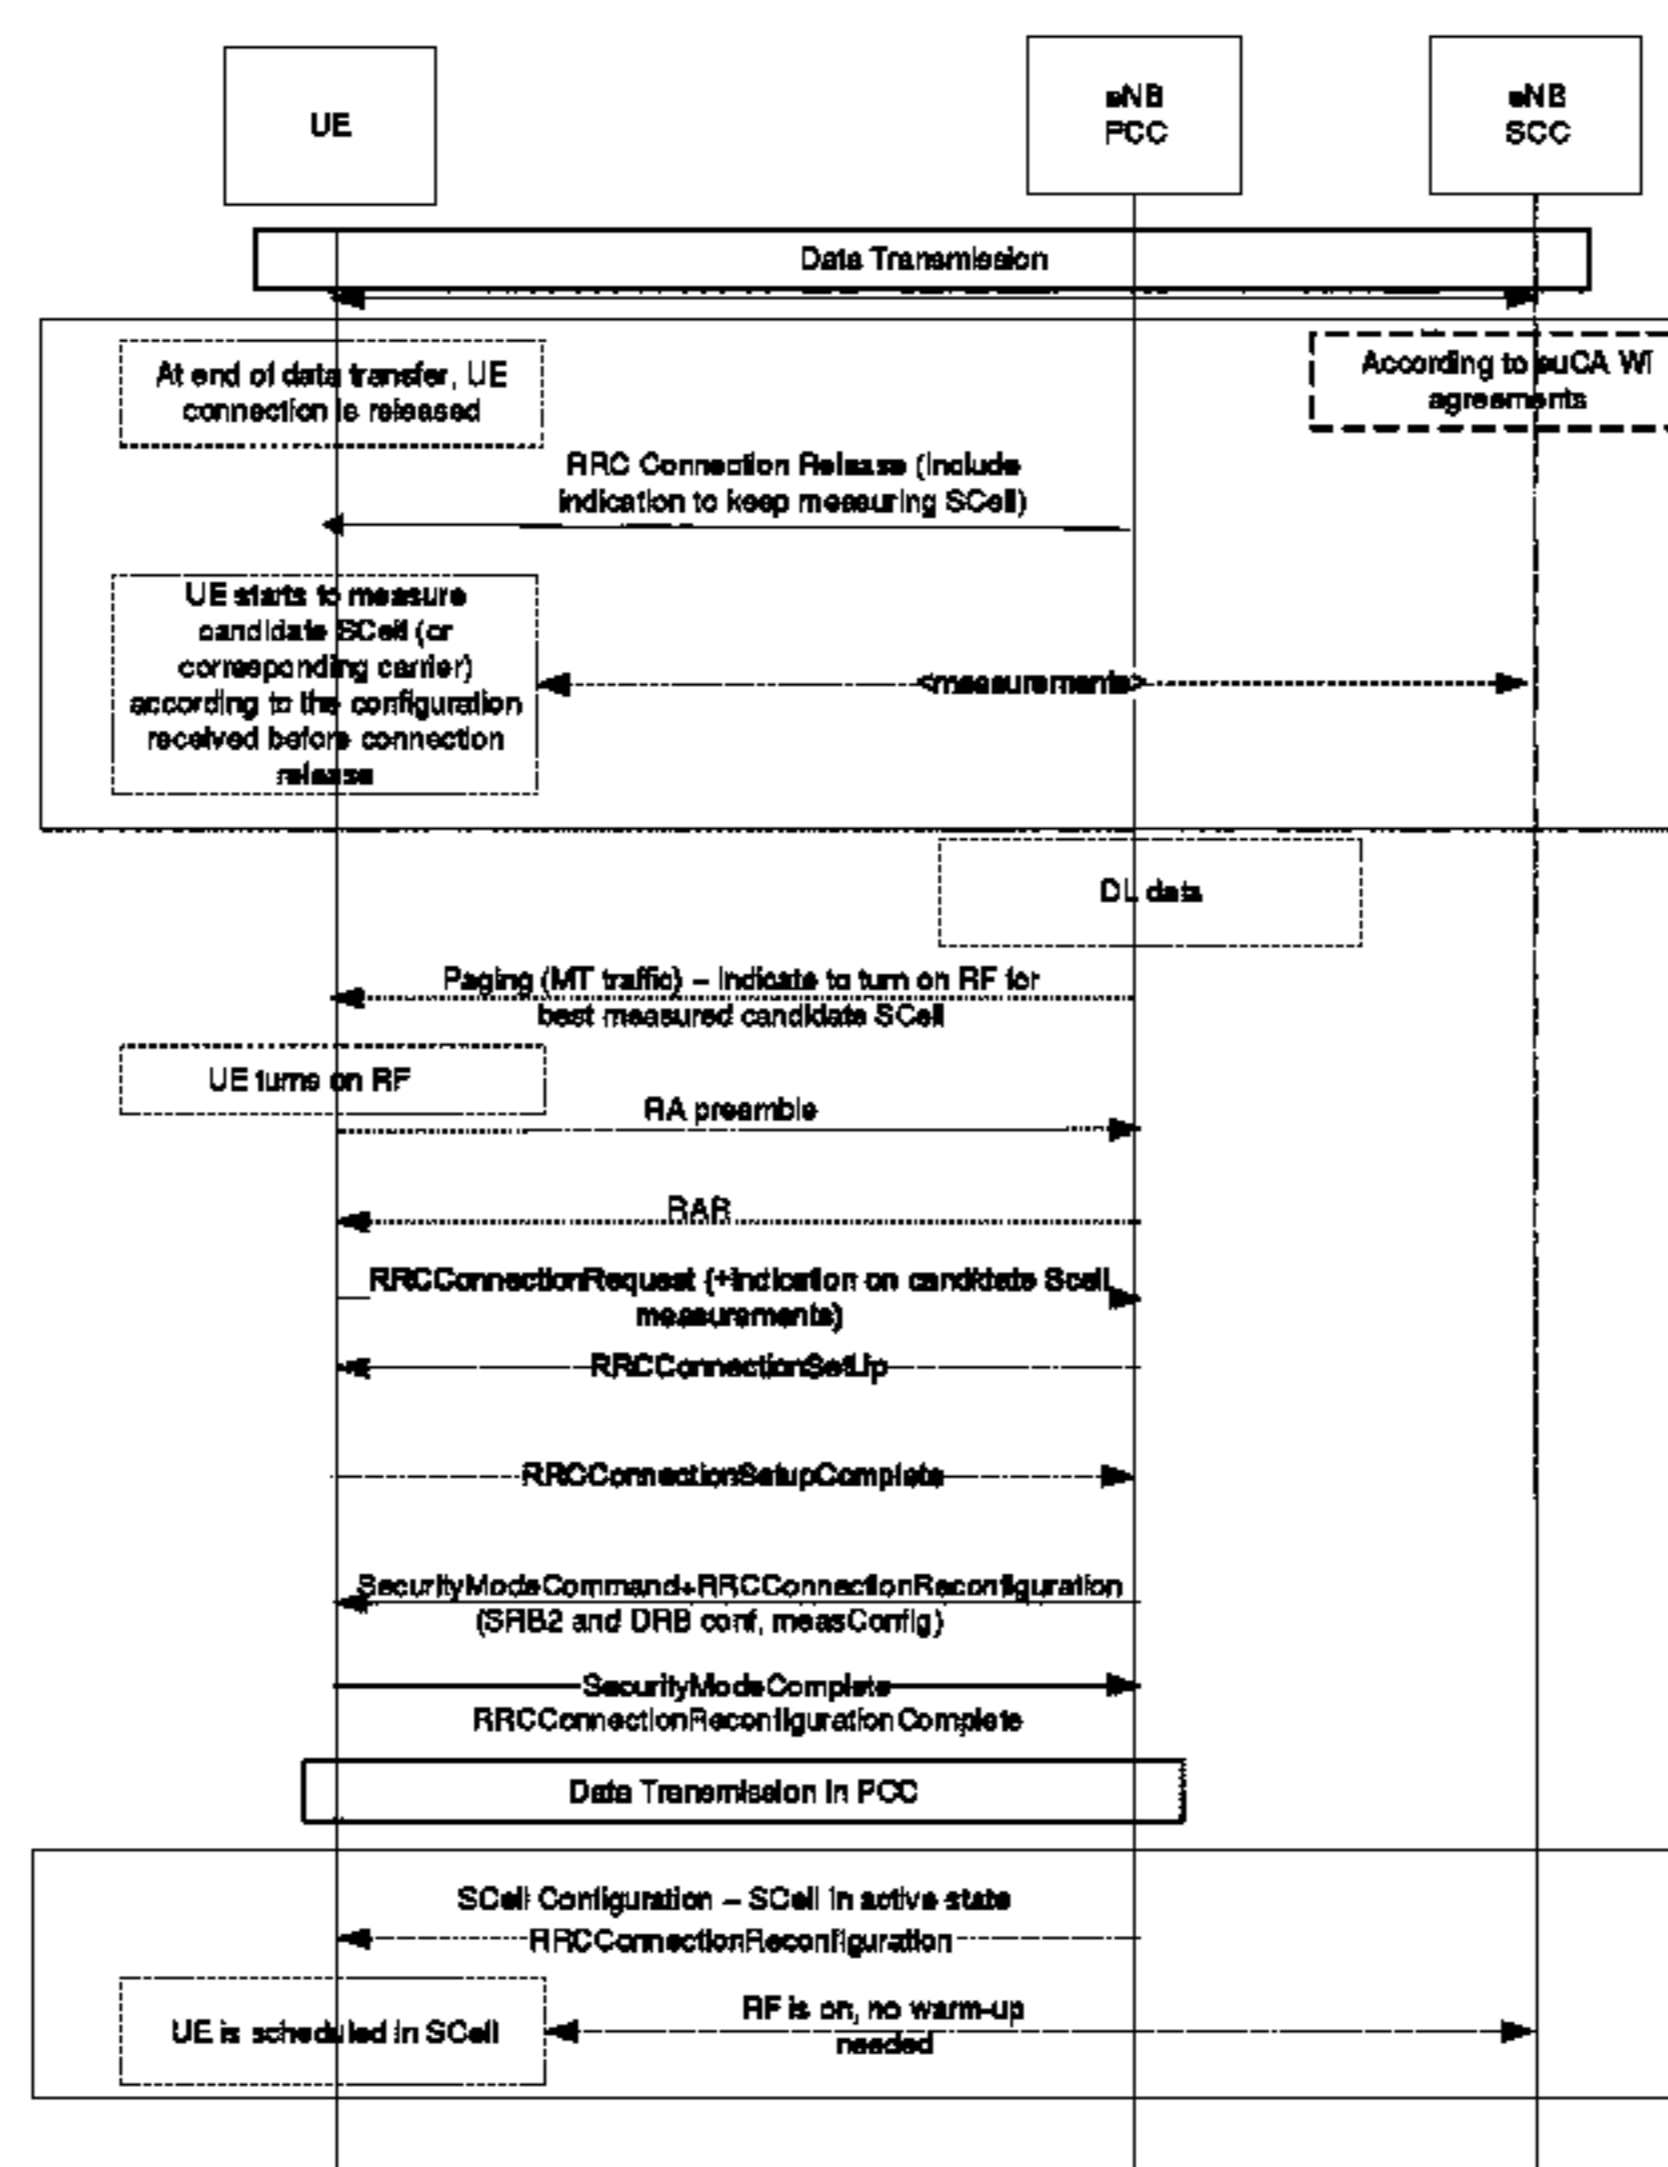 UE
eNB
PCC
eNB
SCC
Data Transmission
At end of data transfer, UE
connection is released
According to euCA WI
agreements
RRC Connection Release (include
indication to keep measuring SCell)
UE starts to measure
candidate SCell (or
corresponding carrier)
according to the configuration
received before connection
release
<measurements>
DL data
Paging (MT traffic) – Indicate to turn on RF for
best measured candidate SCell
UE turns on RF
RA preamble
RAR
RRCConnectionRequest (+indication on candidate Scell
measurements)
RRCConnectionSetUp
RRCConnectionSetupComplete
SecurityModeCommand+RRCConnectionReconfiguration
(SRB2 and DRB conf, measConfig)
SecurityModeComplete
RRCConnectionReconfigurationComplete
Data Transmission in PCC
SCell Configuration – SCell in active state
RRCConnectionReconfiguration
UE is scheduled in SCell
RF is on, no warm-up
needed